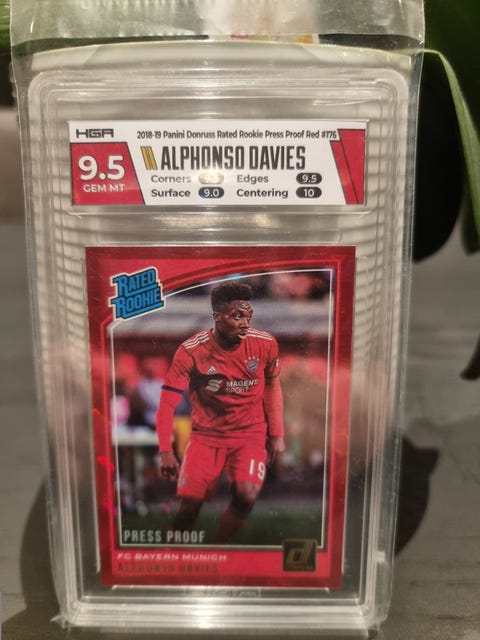 HGA
2018-19 Panini Donruss Rated Rookie Press Proof Red #176
9.5
GEM MT
ALPHONSO DAVIES
Corners Edges 9.5
Surface 9.0 Centering 10
RATED
ROOKIE
MAGENTA
SPORT
19
PRESS PROOF
FC BAYERN MUNICH
ALPHONSO DAVIES